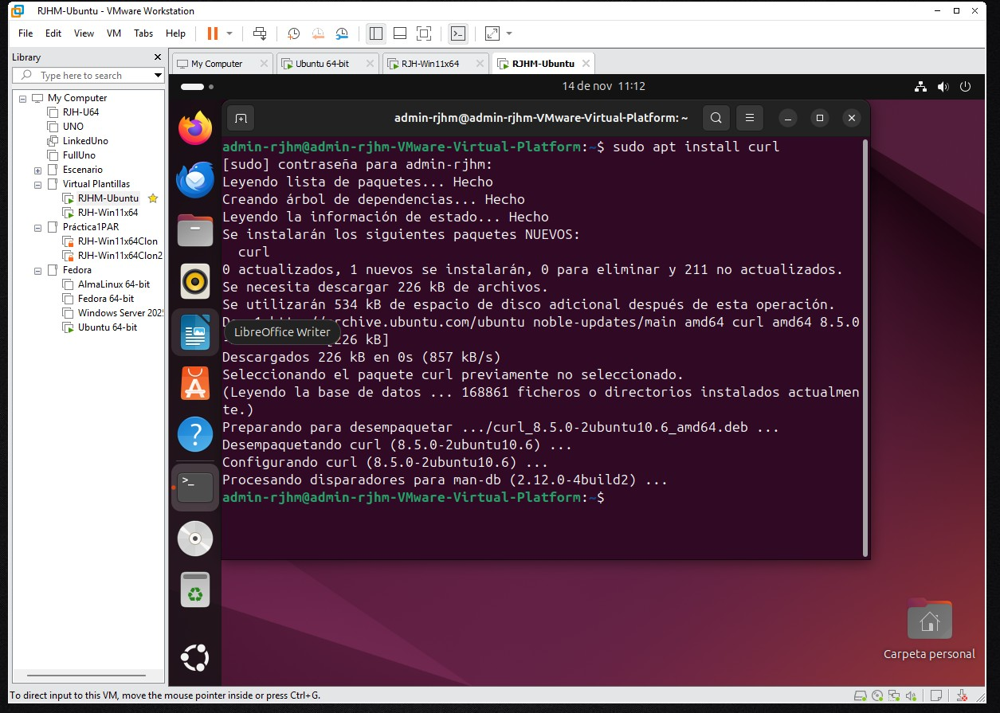 RJHM-Ubuntu - VMware Workstation
File Edit View VM Tabs Help
Library
Type here to search
My Computer
RJH-U64
UNO
LinkedUno
FullUno
Escenario
Virtual Plantillas
RJHM-Ubuntu
RJH-Win11x64
Práctica1PAR
RJH-Win11x64Clon
RJH-Win11x64Clon2
Fedora
AlmaLinux 64-bit
Fedora 64-bit
Windows Server 202
Ubuntu 64-bit
My Computer Ubuntu 64-bit RJH-Win11x64 RJHM-Ubuntu
14 de nov 11:12
admin-rjhm@admin-rjhm-VMware-Virtual-Platform: ~
admin-rjhm@admin-rjhm-VMware-Virtual-Platform:~$ sudo apt install curl
[sudo] contraseña para admin-rjhm:
Leyendo lista de paquetes... Hecho
Creando árbol de dependencias... Hecho
Leyendo la información de estado... Hecho
Se instalarán los siguientes paquetes NUEVOS:
curl
0 actualizados, 1 nuevos se instalarán, 0 para eliminar y 211 no actualizados.
Se necesita descargar 226 kB de archivos.
Se utilizarán 534 kB de espacio de disco adicional después de esta operación.
archive.ubuntu.com/ubuntu noble-updates/main amd64 curl amd64 8.5.0
LibreOffice Writer
[226 kB]
Descargados 226 kB en 0s (857 kB/s)
Seleccionando el paquete curl previamente no seleccionado.
(Leyendo la base de datos ... 168861 ficheros o directorios instalados actualmen
te.)
Preparando para desempaquetar .../curl_8.5.0-2ubuntu10.6_amd64.deb ...
Desempaquetando curl (8.5.0-2ubuntu10.6) ...
Configurando curl (8.5.0-2ubuntu10.6) ...
Procesando disparadores para man-db (2.12.0-4build2) ...
admin-rjhm@admin-rjhm-VMware-Virtual-Platform:~$
Carpeta personal
To direct input to this VM, move the mouse pointer inside or press Ctrl+G.